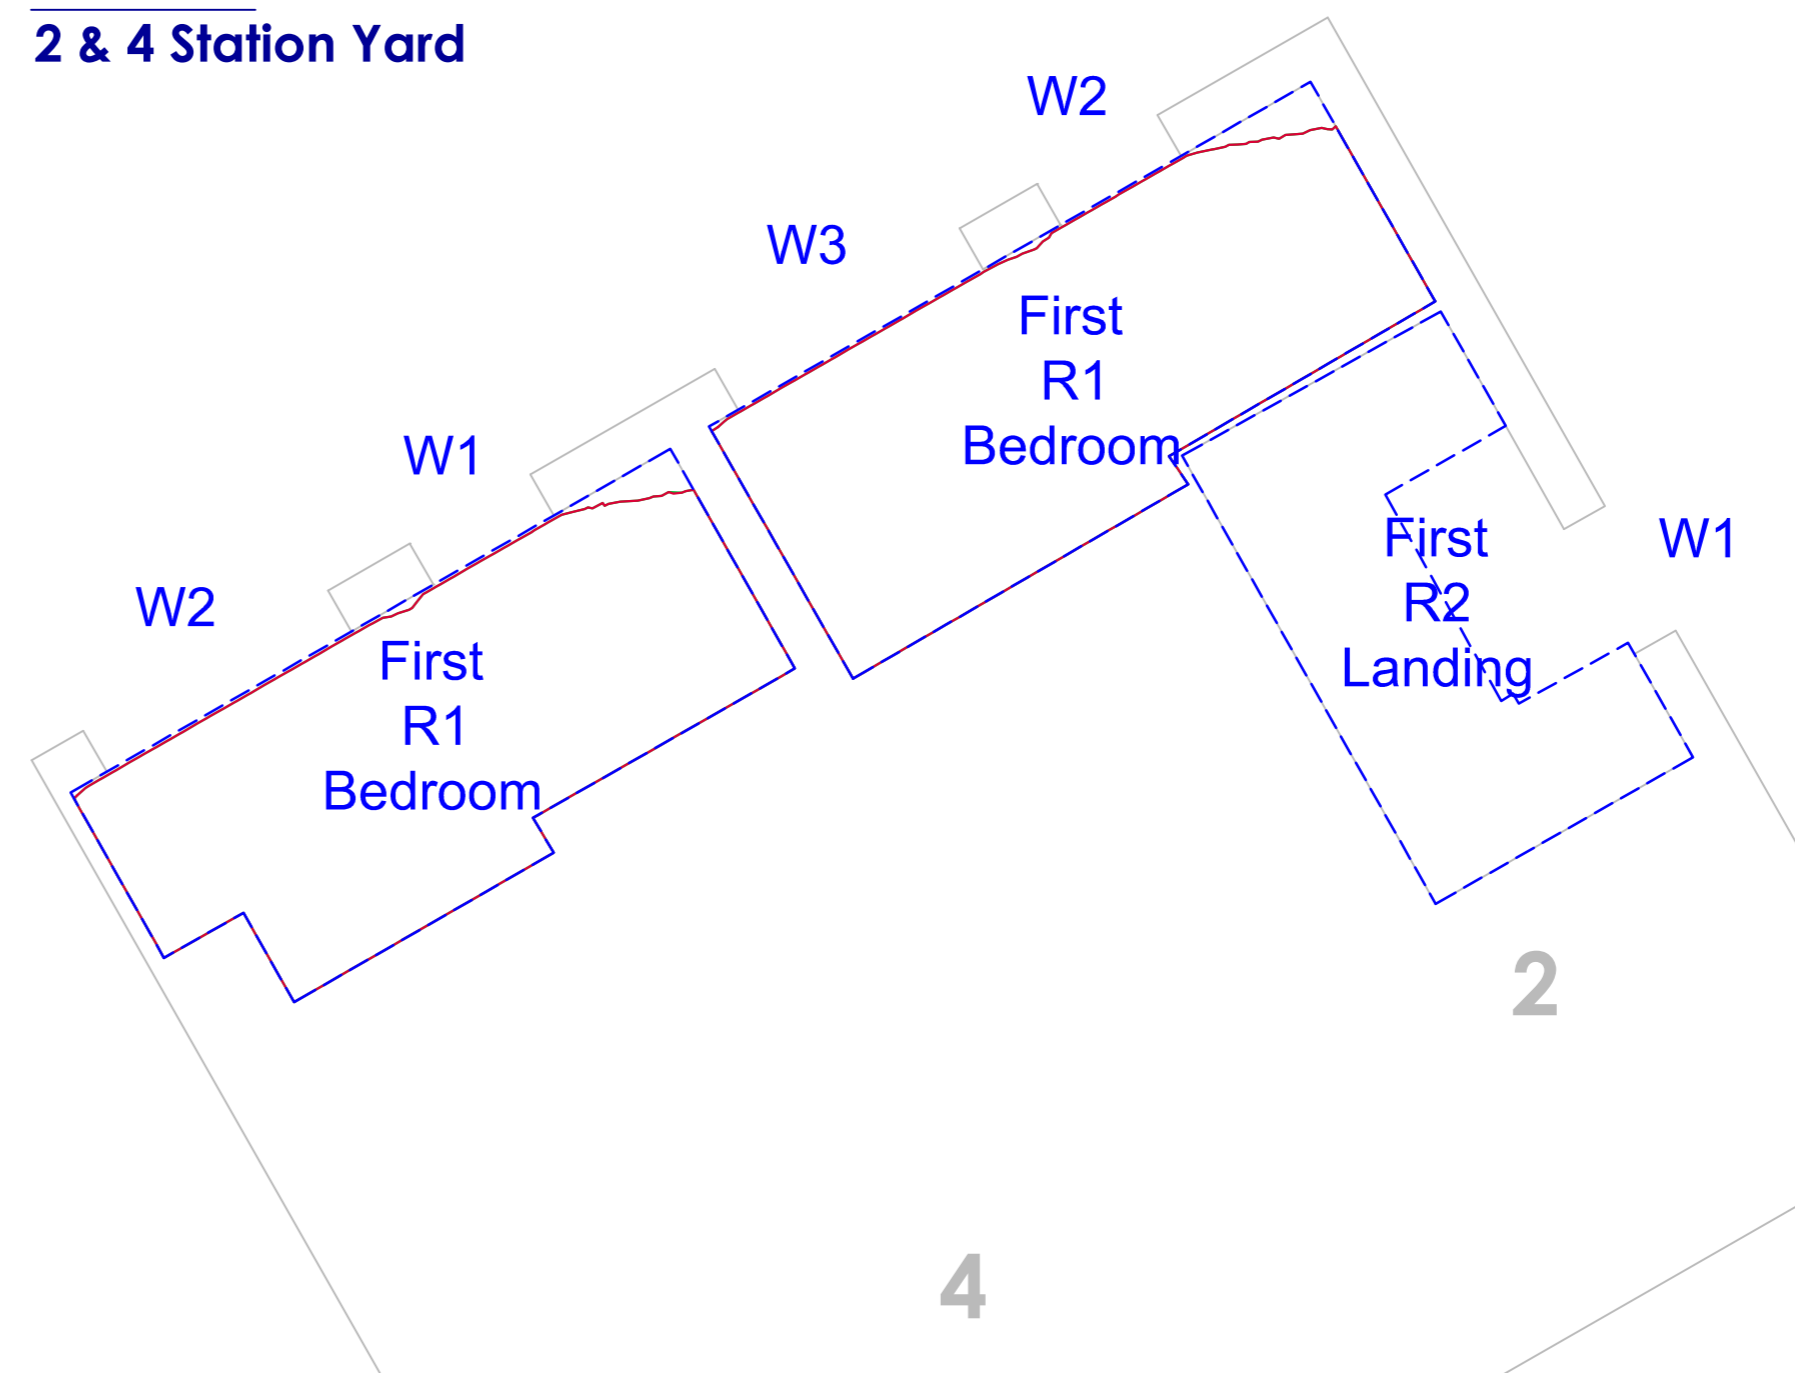 2 & 4 Station Yard
W2
W3
First
R1
Bedroom
W1
W2
First
R1
Bedroom
First
R2
Landing
W1
2
4